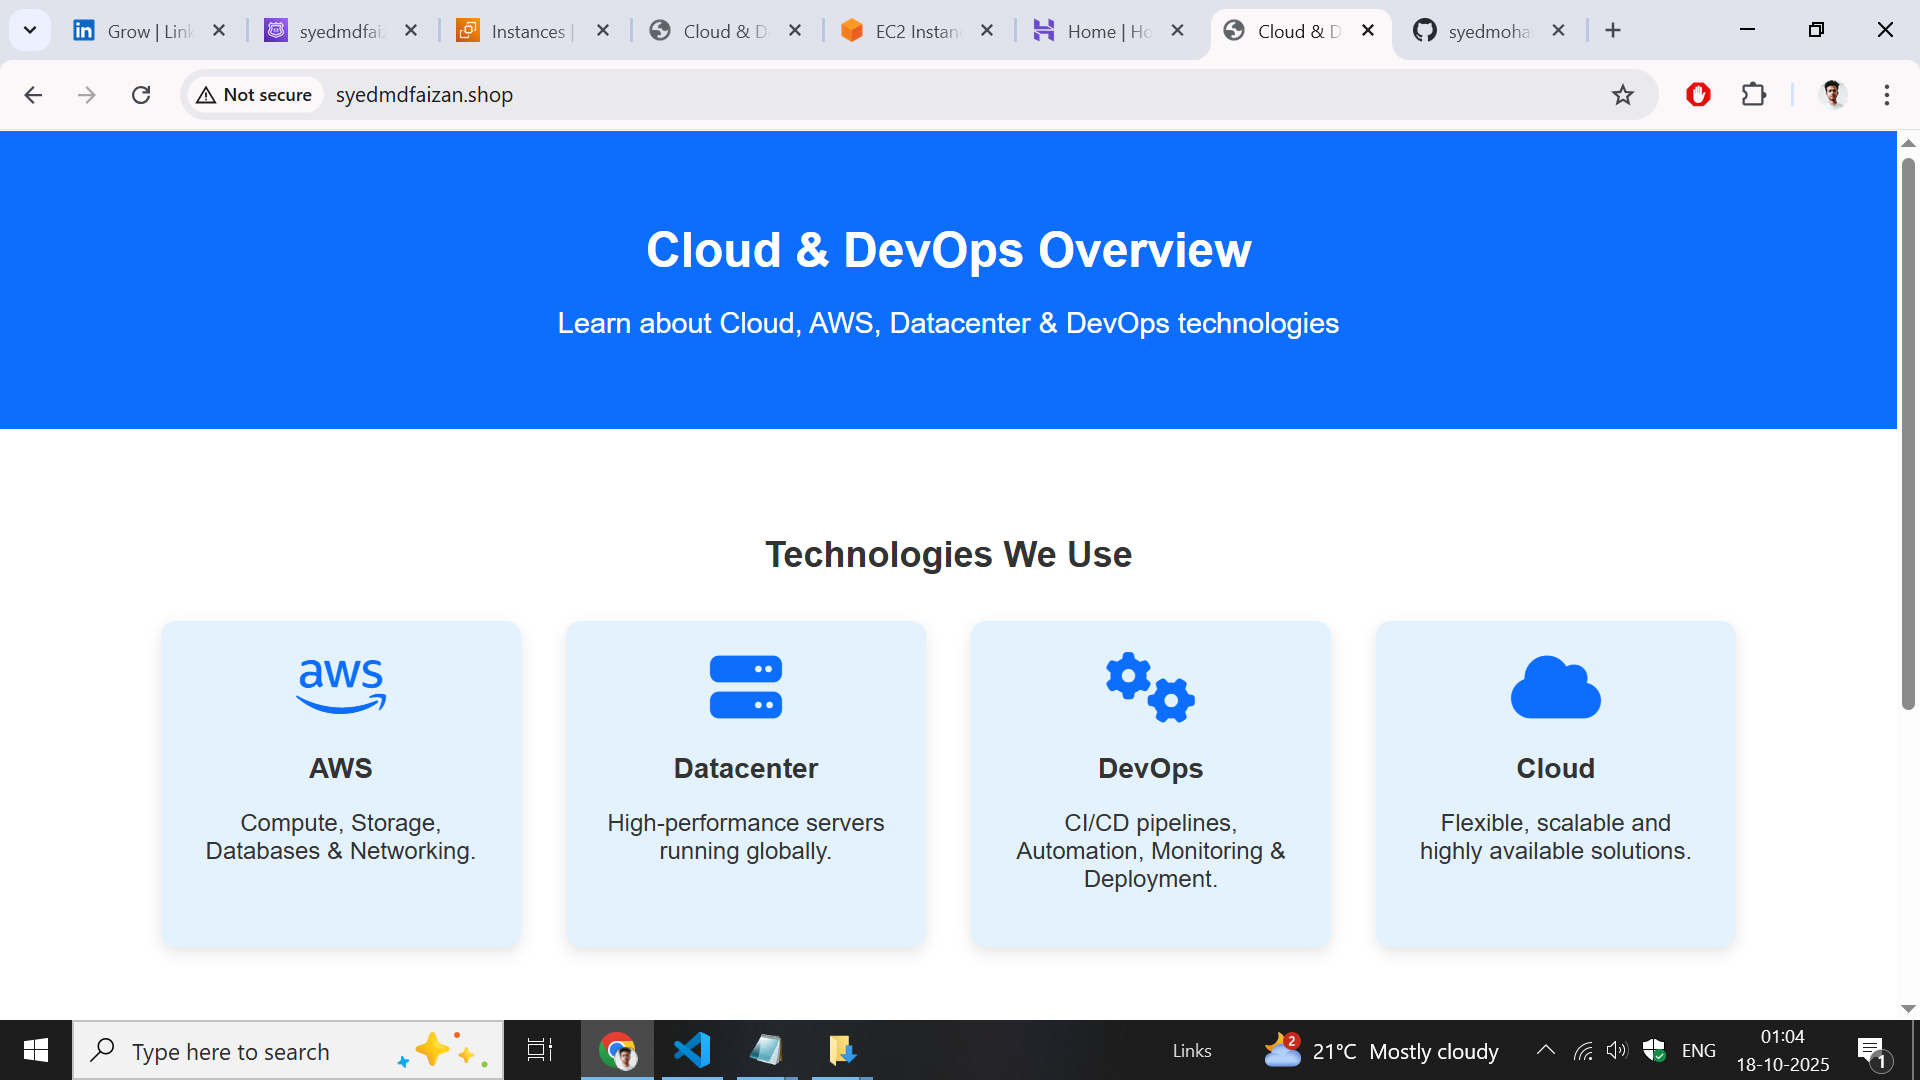 Grow | Link
syedmdfaiz
Instances |
Cloud & D
EC2 Instan
Home | Ho
Cloud & D
syedmoha
Not secure
syedmdfaizan.shop
Cloud & DevOps Overview
Learn about Cloud, AWS, Datacenter & DevOps technologies
Technologies We Use
aws
AWS
Compute, Storage,
Databases & Networking.
Datacenter
High-performance servers
running globally.
DevOps
CI/CD pipelines,
Automation, Monitoring &
Deployment.
Cloud
Flexible, scalable and
highly available solutions.
Type here to search
Links
2
21°C Mostly cloudy
ENG
01:04
18-10-2025
1